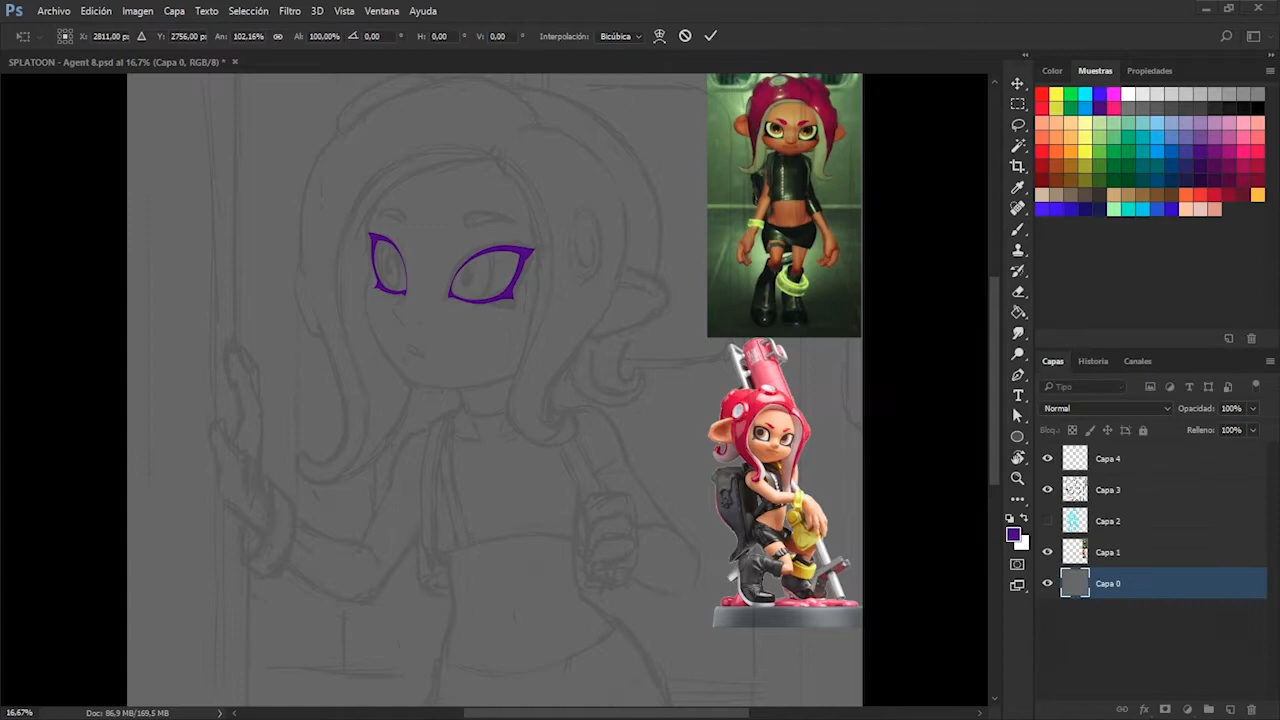 Ps Archivo Edición Imagen Capa Texto Selección Filtro 3D Vista Ventana Ayuda
X: 2811,00 px Y: 2756,00 px An: 102,16% Al: 100,00% 0,00 ° H: 0,00 ° V: 0,00 ° Interpolación: Bicúbica
SPLATOON - Agent 8.psd al 16,7% (Capa 0, RGB/8) * ×
Color Muestras Propiedades
Capas Historia Canales
Tipo
Normal Opacidad: 100%
Bloq.: Relleno: 100%
Capa 4
Capa 3
Capa 2
Capa 1
Capa 0
16,67% Doc: 86,9 MB/169,5 MB